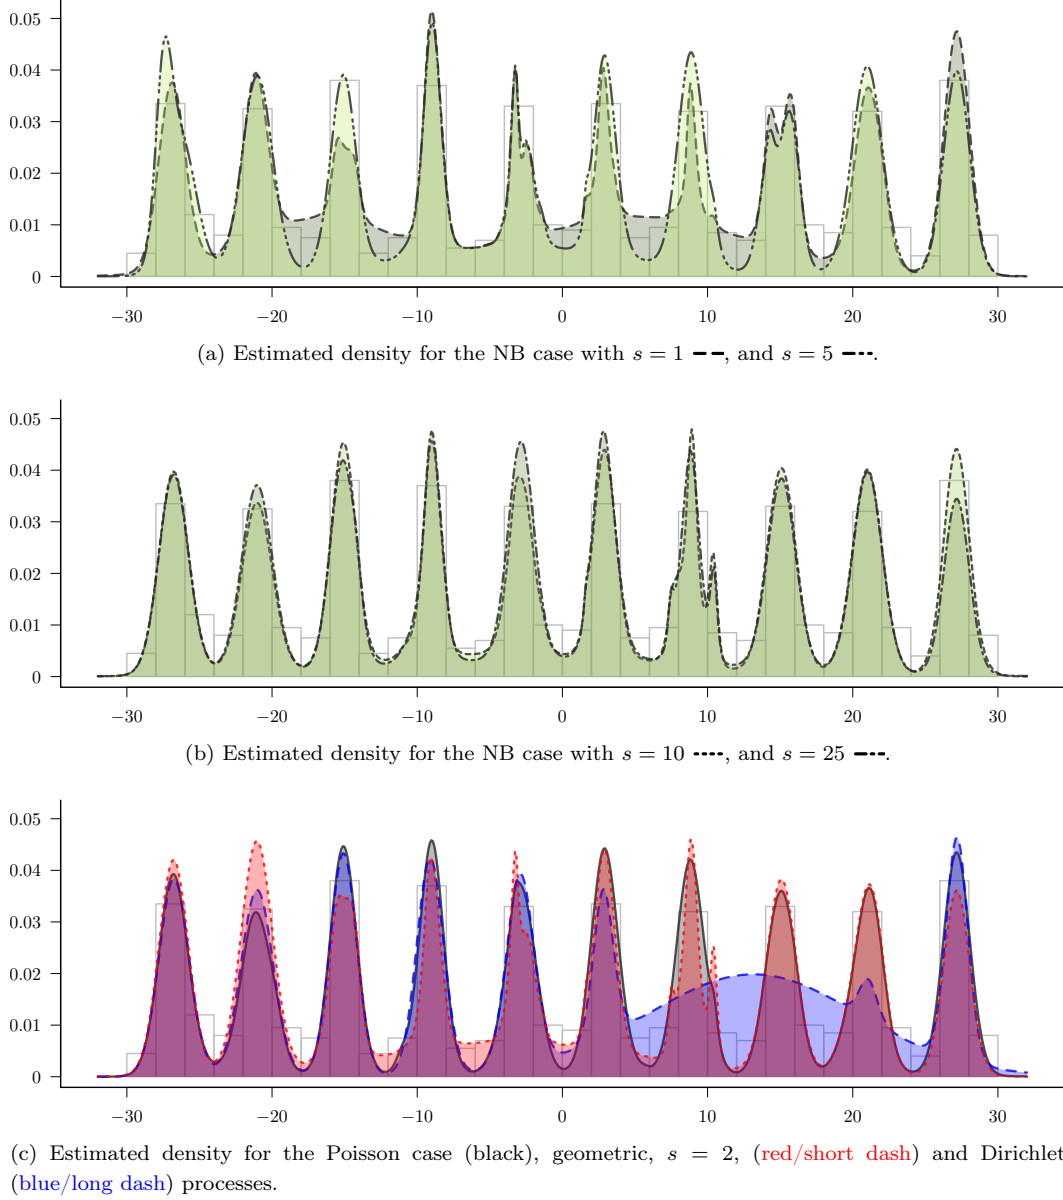 0.05
0.04
0.03
0.02
0.01
0
−30 −20 −10 0 10 20 30
(a) Estimated density for the NB case with s = 1 , and s = 5 .
0.05
0.04
0.03
0.02
0.01
0
−30 −20 −10 0 10 20 30
(b) Estimated density for the NB case with s = 10 , and s = 25 .
0.05
0.04
0.03
0.02
0.01
0
−30 −20 −10 0 10 20 30
(c) Estimated density for the Poisson case (black), geometric, s = 2, (red/short dash) and Dirichlet
(blue/long dash) processes.